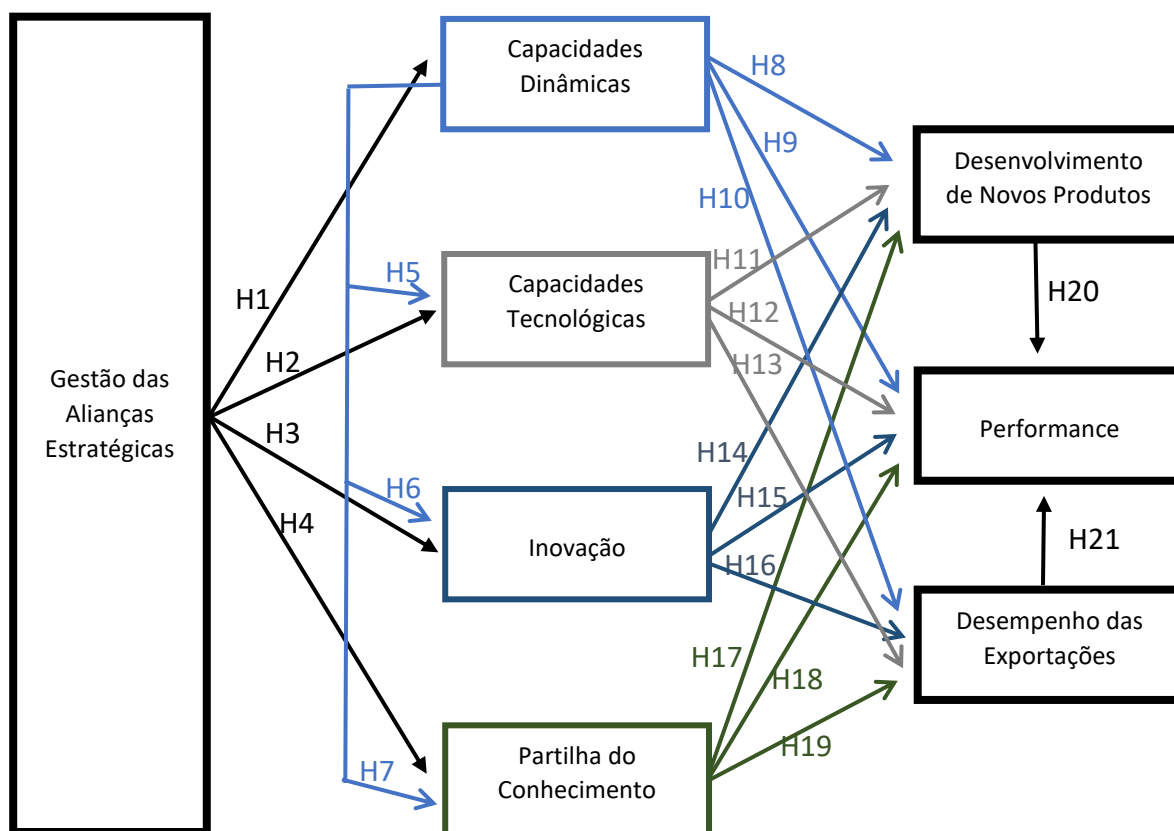 Capacidades
Dinâmicas
H8
H9
Desenvolvimento
de Novos Produtos
H10
H5
Capacidades
Tecnológicas
H11
H1
H12
H20
H2
H13
Gestão das
Alianças
Estratégicas
H3
Performance
H14
H6
H15
H4
Inovação
H16
H21
Desempenho das
Exportações
H17
H18
Partilha do
Conhecimento
H19
H7